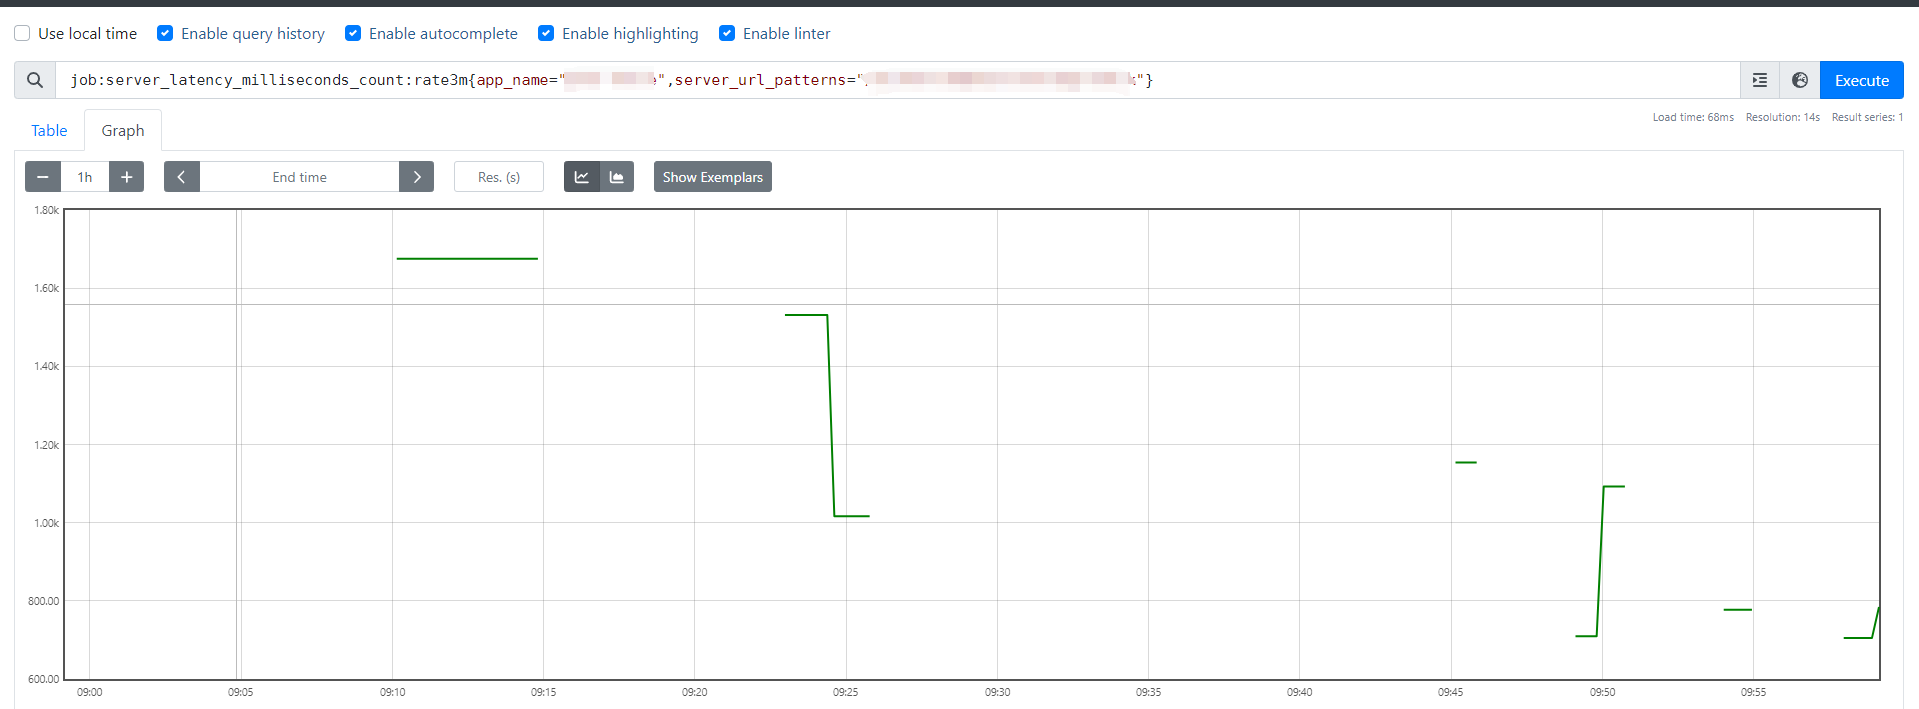 Use local time Enable query history Enable autocomplete Enable highlighting Enable linter
job:server_latency_milliseconds_count:rate3m{app_name=" e",server_url_patterns=" "} Execute
Load time: 68ms Resolution: 14s Result series: 1
Table Graph
− 1h + End time Res. (s) Show Exemplars
1.80k
1.60k
1.40k
1.20k
1.00k
800.00
600.00
09:00 09:05 09:10 09:15 09:20 09:25 09:30 09:35 09:40 09:45 09:50 09:55